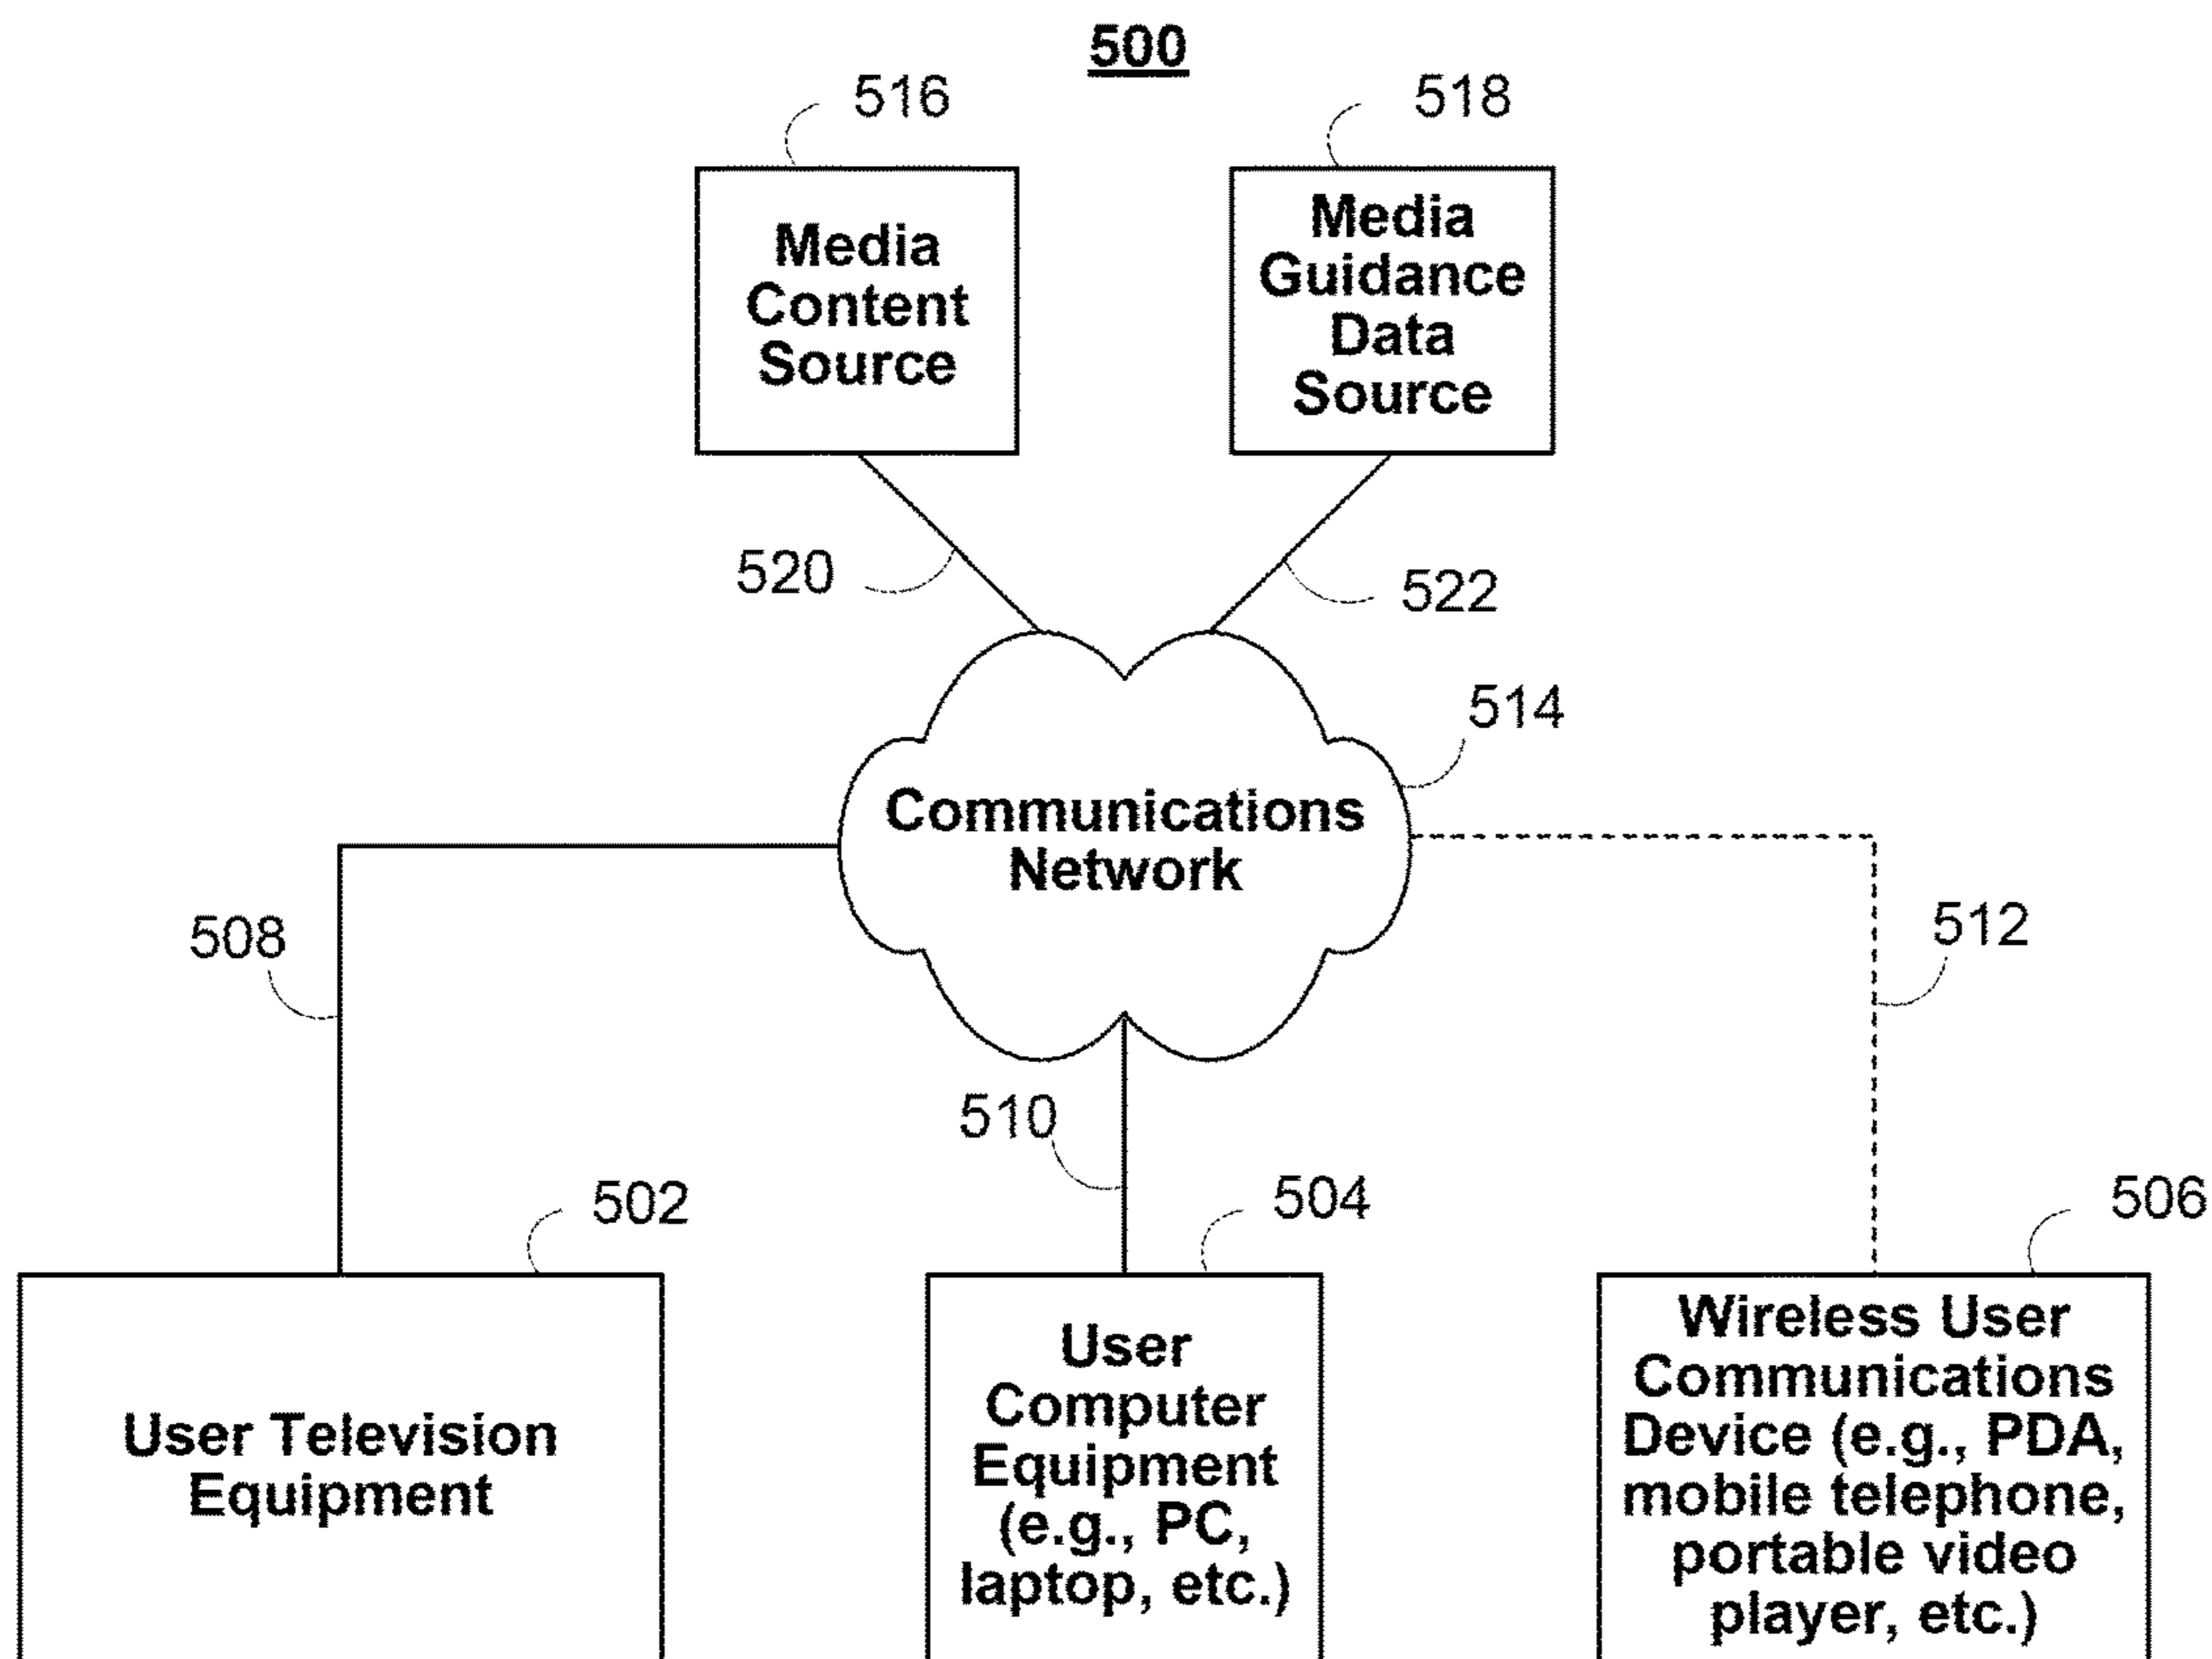 500
516
518
Media
Content
Source
Media
Guidance
Data
Source
520
522
514
Communications
Network
508
512
510
502
504
506
User Television
Equipment
User
Computer
Equipment
(e.g., PC,
laptop, etc.)
Wireless User
Communications
Device (e.g., PDA,
mobile telephone,
portable video
player, etc.)